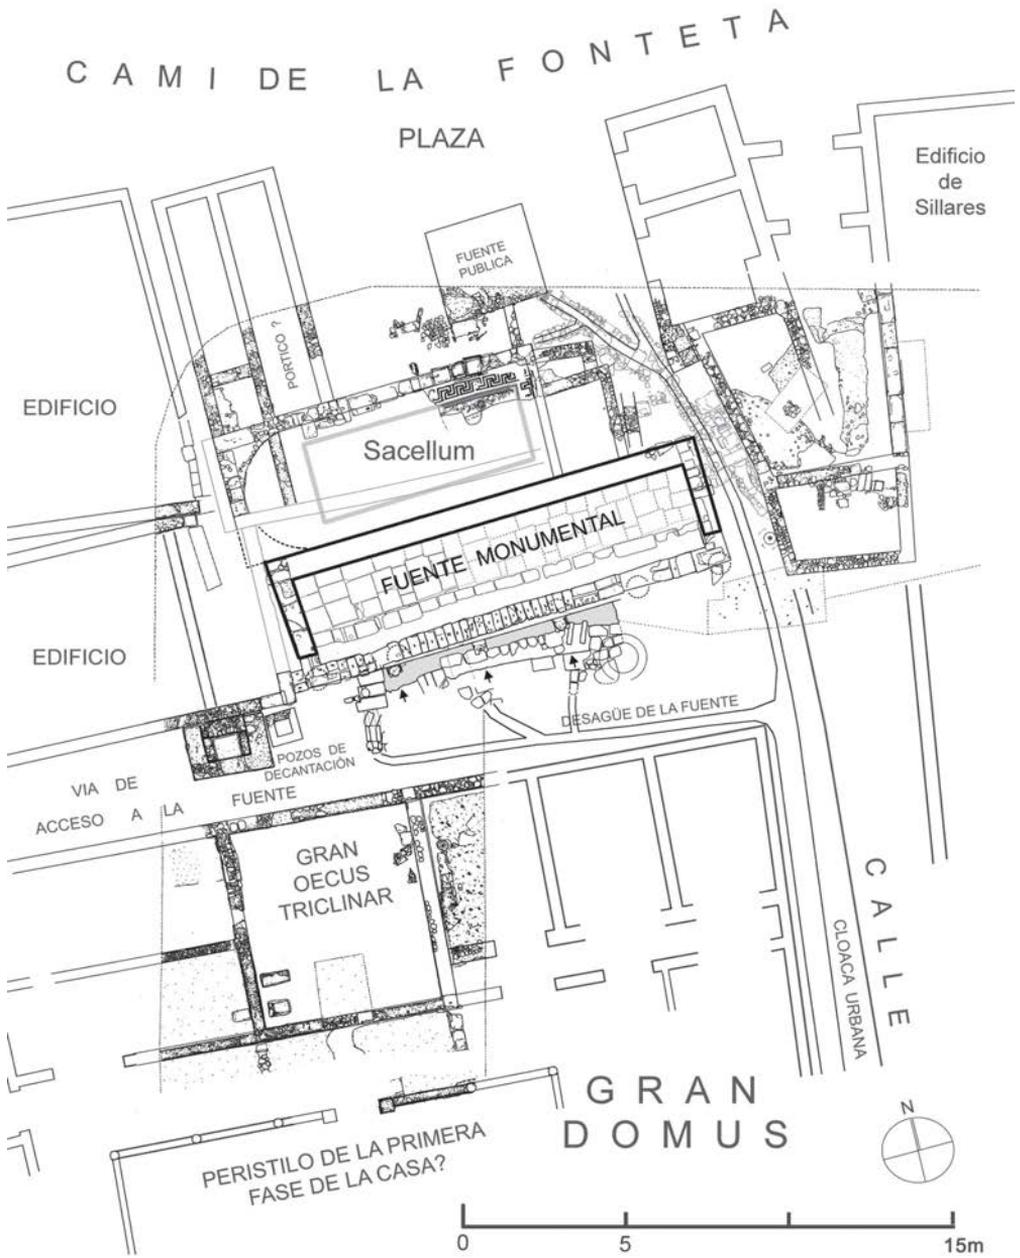 CAMI DE LA FONTETA
PLAZA
Edificio
de
Sillares
FUENTE
PUBLICA
PORTICO ?
EDIFICIO
Sacellum
FUENTE MONUMENTAL
EDIFICIO
DESAGÜE DE LA FUENTE
POZOS DE
DECANTACIÓN
VIA DE
ACCESO A LA FUENTE
GRAN
OECUS
TRICLINAR
CALLE
CLOACA URBANA
GRAN
DOMUS
PERISTILO DE LA PRIMERA
FASE DE LA CASA?
N
0 5 15m